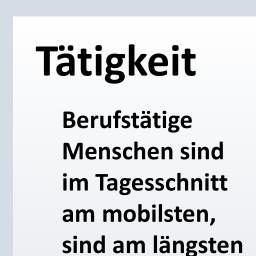 Tätigkeit
Berufstätige
Menschen sind
im Tagesschnitt
am mobilsten,
sind am längsten